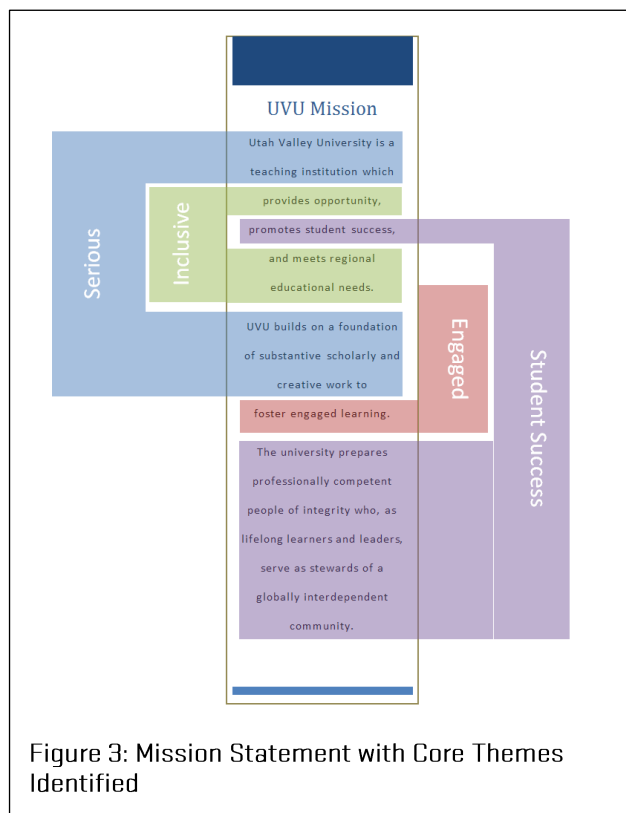 UVU Mission
Utah Valley University is a
teaching institution which
provides opportunity,
promotes student success,
and meets regional
educational needs.
UVU builds on a foundation
of substantive scholarly and
creative work to
foster engaged learning.
The university prepares
professionally competent
people of integrity who, as
lifelong learners and leaders,
serve as stewards of a
globally interdependent
community.
Serious
Inclusive
Engaged
Student Success
Figure 3: Mission Statement with Core Themes
Identified